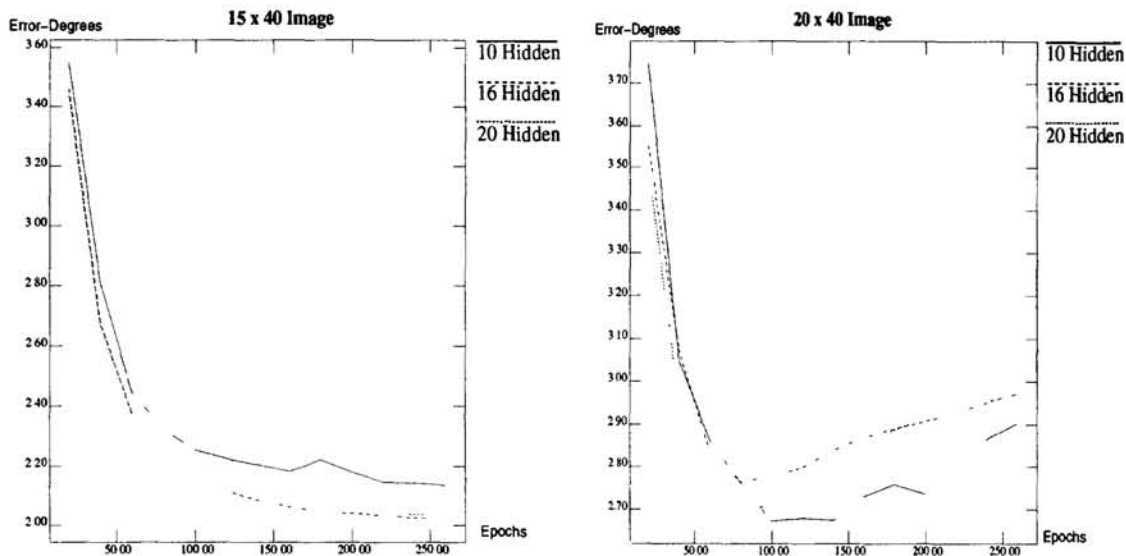 15 x 40 Image
Error-Degrees
3 60
3 40
3 20
3 00
2 80
2 60
2 40
2 20
2 00
50 00
100 00
150 00
200 00
250 00
Epochs
10 Hidden
16 Hidden
20 Hidden
20 x 40 Image
Error-Degrees
3 70
3 60
3 50
3 40
3 30
3 20
3 10
3 00
2 90
2 80
2 70
50 00
100 00
150 00
200 00
250 00
Epochs
10 Hidden
16 Hidden
20 Hidden